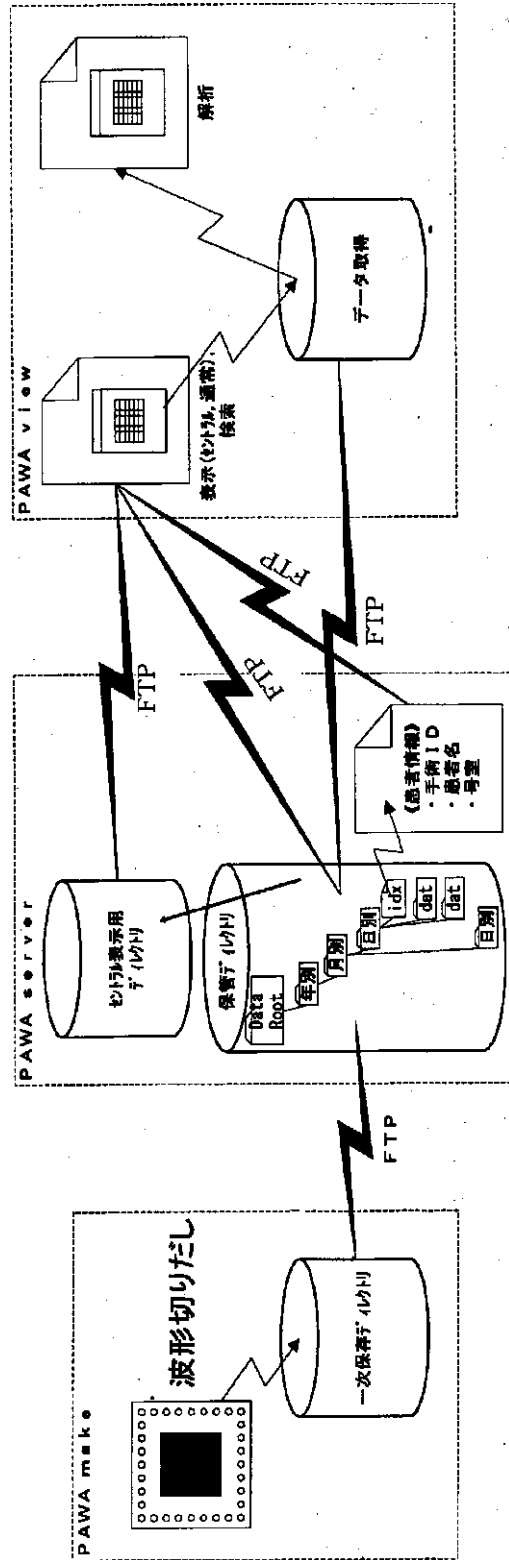 PAWA make
波形切りだし
一次保存ディレクトリ
FTP
PAWA server
セントラル表示用
ディレクトリ
保管ディレクトリ
Data
Root
年別
月別
日別
idx
dat
dat
日別
《患者情報》
・手術ID
・患者名
・号室
FTP
FTP
FTP
FTP
PAWA view
表示(セントラル,通常),
検索
データ取得
解析